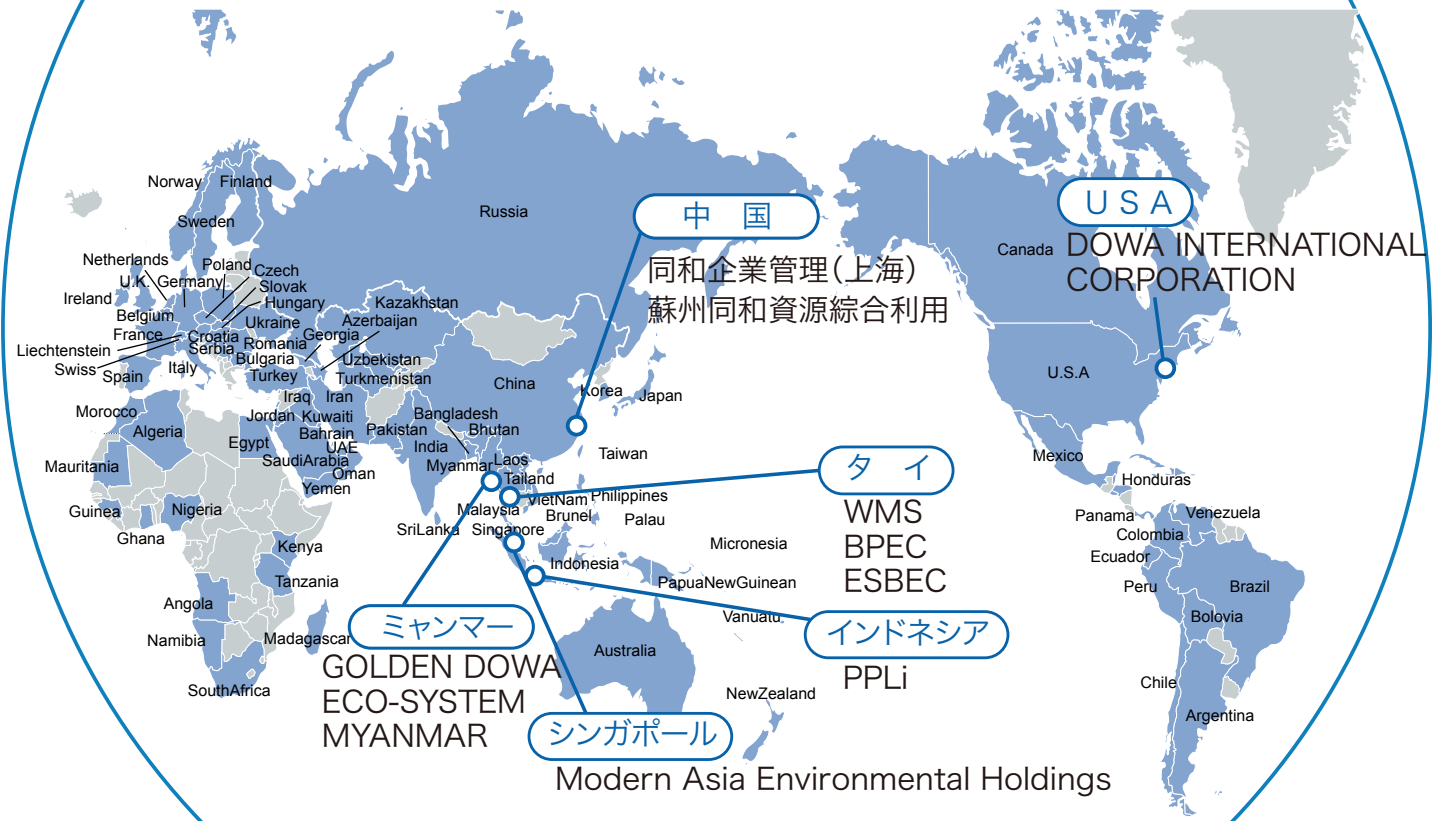 Norway
Finland
Sweden
Russia
Netherlands
Poland
Czech
U.K.
Germany
Slovak
Ireland
Hungary
Belgium
Ukraine
Kazakhstan
France
Croatia
Romania
Georgia
Azerbaijan
Liechtenstein
Serbia
Bulgaria
Uzbekistan
Swiss
Spain
Italy
Turkey
Turkmenistan
China
Korea
Japan
Morocco
Iraq
Iran
Algeria
Jordan
Kuwaiti
Bangladesh
Egypt
Bahrain
Pakistan
India
Bhutan
UAE
SaudiArabia
Oman
Yemen
Myanmar
Laos
Tailand
Taiwan
Mauritania
Guinea
Nigeria
Ghana
Malaysia
VietNam
Philippines
SriLanka
Singapore
Brunel
Palau
Kenya
Indonesia
Micronesia
Tanzania
PapuaNewGuinean
Angola
Vanuatu
Namibia
Madagascar
Australia
SouthAfrica
NewZealand
Canada
U.S.A
Mexico
Honduras
Panama
Venezuela
Colombia
Ecuador
Peru
Brazil
Bolovia
Chile
Argentina
中 国
同和企業管理(上海)
蘇州同和資源綜合利用
U S A
DOWA INTERNATIONAL
CORPORATION
タ イ
WMS
BPEC
ESBEC
ミャンマー
GOLDEN DOWA
ECO-SYSTEM
MYANMAR
インドネシア
PPLi
シンガポール
Modern Asia Environmental Holdings